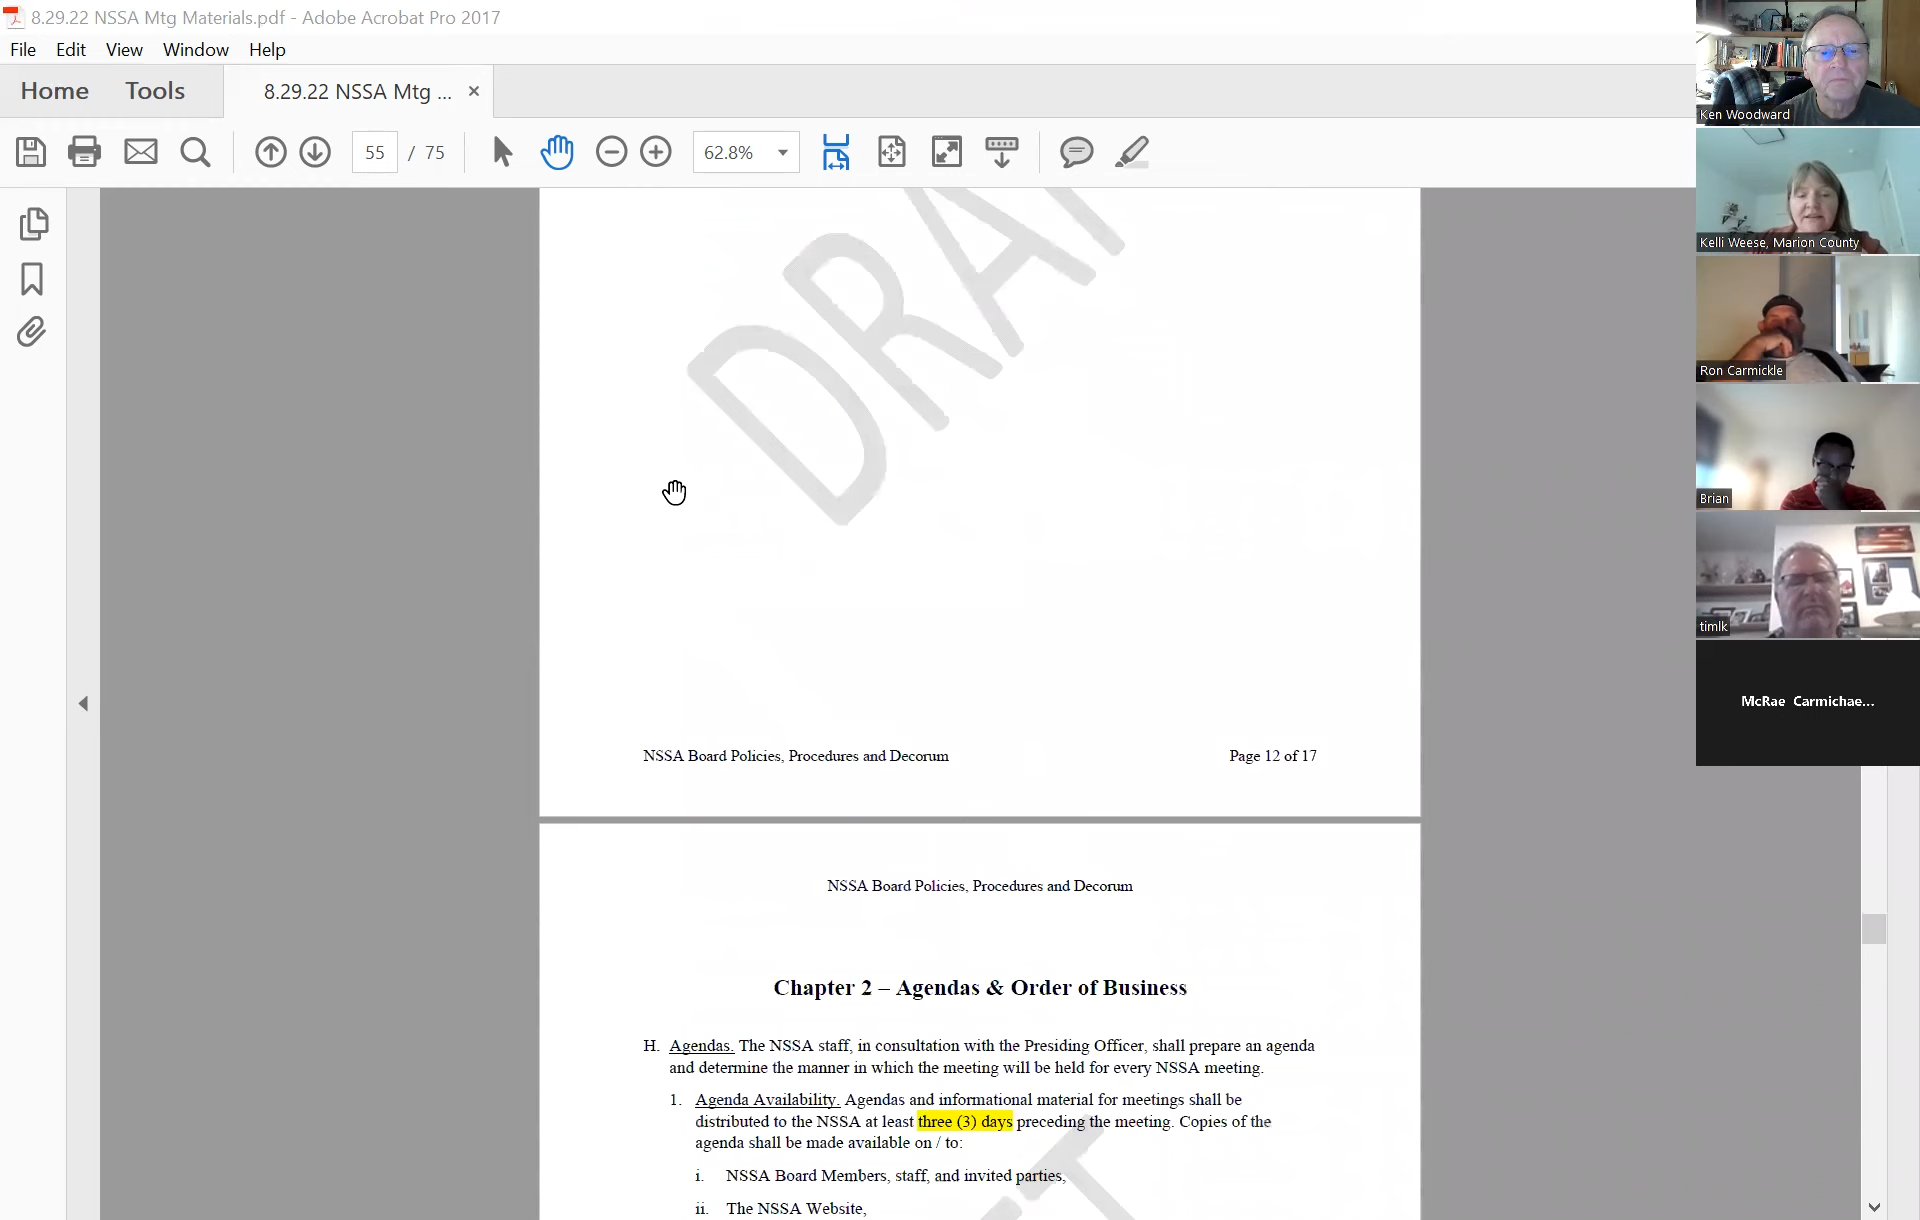 8.29.22 NSSA Mtg Materials.pdf - Adobe Acrobat Pro 2017
File Edit View Window Help
Home Tools 8.29.22 NSSA Mtg ... ×
55 / 75 62.8%
DRAF
NSSA Board Policies, Procedures and Decorum Page 12 of 17
NSSA Board Policies, Procedures and Decorum
Chapter 2 – Agendas & Order of Business
H. Agendas. The NSSA staff, in consultation with the Presiding Officer, shall prepare an agenda
and determine the manner in which the meeting will be held for every NSSA meeting.
1. Agenda Availability. Agendas and informational material for meetings shall be
distributed to the NSSA at least three (3) days preceding the meeting. Copies of the
agenda shall be made available on / to:
i. NSSA Board Members, staff, and invited parties,
ii. The NSSA Website,
Ken Woodward
Kelli Weese, Marion County
Ron Carmickle
Brian
timlk
McRae Carmichae...